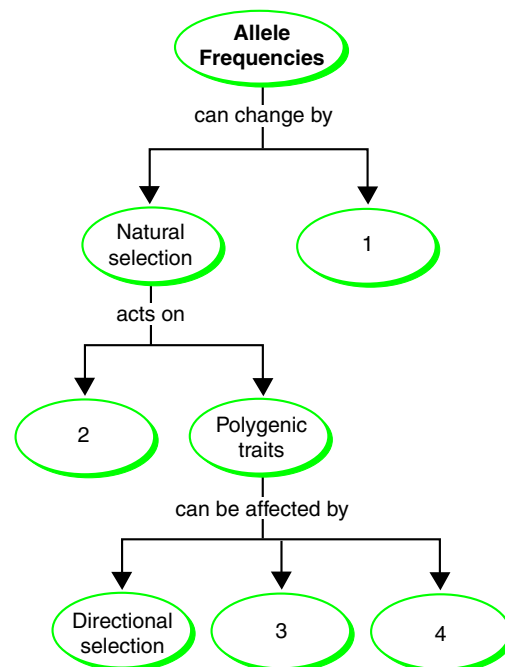 Allele
Frequencies
can change by
Natural
selection
1
acts on
2
Polygenic
traits
can be affected by
Directional
selection
3
4